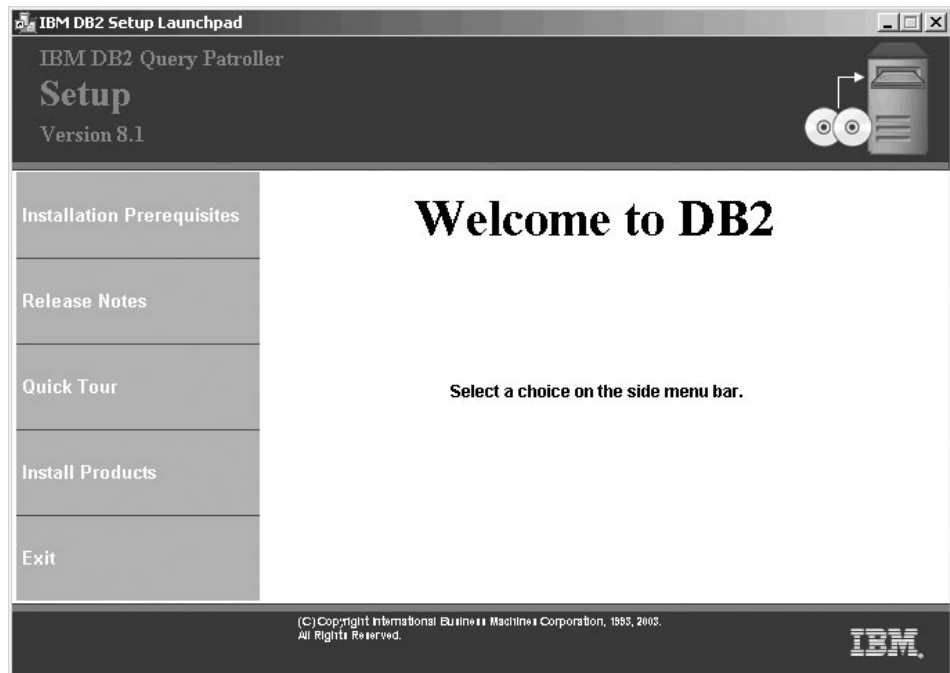 IBM DB2 Setup Launchpad
IBM DB2 Query Patroller
Setup
Version 8.1
Installation Prerequisites
Release Notes
Quick Tour
Install Products
Exit
Welcome to DB2
Select a choice on the side menu bar.
(C)Copyright International Business Machines Corporation, 1993, 2003.
All Rights Reserved.
IBM.